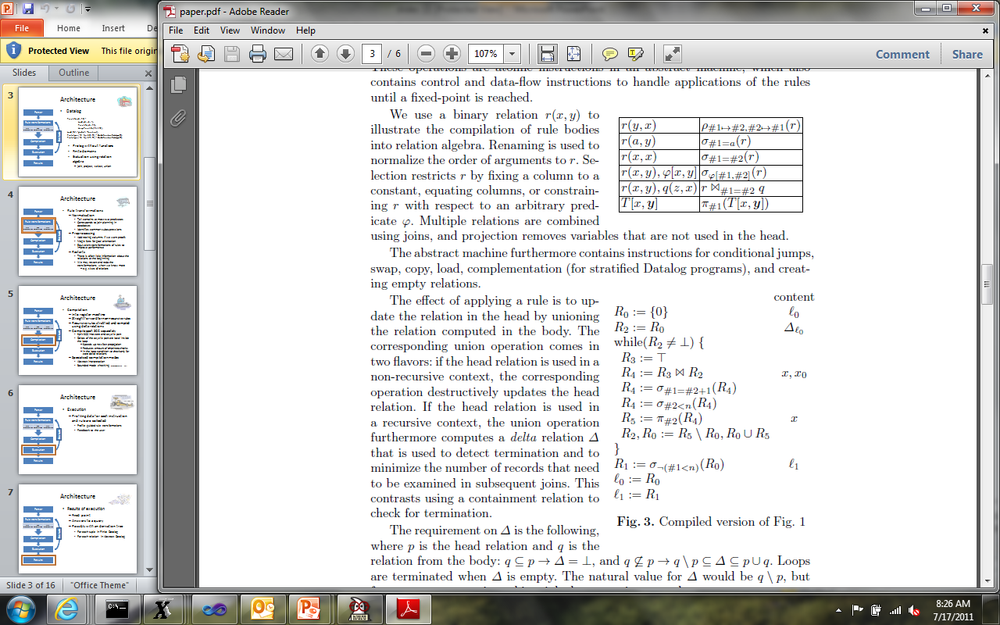 File
Home
Insert
Protected View
Slides
Outline
3
Architecture
Datalog
4
Architecture
Rule transformations
5
Architecture
Compilation
6
Architecture
Execution
7
Architecture
Results of execution
Slide 3 of 16
"Office Theme"
paper.pdf - Adobe Reader
File Edit View Window Help
3 / 6
107%
Comment
Share
contains control and data-flow instructions to handle applications of the rules
until a fixed-point is reached.
We use a binary relation r(x, y) to
illustrate the compilation of rule bodies
into relation algebra. Renaming is used to
normalize the order of arguments to r. Se-
lection restricts r by fixing a column to a
constant, equating columns, or constrain-
ing r with respect to an arbitrary pred-
icate φ. Multiple relations are combined
using joins, and projection removes variables that are not used in the head.
r(y, x) ρ#1↦#2,#2↦#1(r)
r(a, y) σ#1=a(r)
r(x, x) σ#1=#2(r)
r(x, y), φ[x, y] σφ[#1,#2](r)
r(x, y), q(z, x) r ⋈#1=#2 q
T[x, y] π#1(T[x, y])
The abstract machine furthermore contains instructions for conditional jumps,
swap, copy, load, complementation (for stratified Datalog programs), and creat-
ing empty relations.
The effect of applying a rule is to up-
date the relation in the head by unioning
the relation computed in the body. The
corresponding union operation comes in
two flavors: if the head relation is used in a
non-recursive context, the corresponding
operation destructively updates the head
relation. If the head relation is used in
a recursive context, the union operation
furthermore computes a delta relation Δ
that is used to detect termination and to
minimize the number of records that need
to be examined in subsequent joins. This
contrasts using a containment relation to
check for termination.
content
R0 := {0} ℓ0
R2 := R0 Δℓ0
while(R2 ≠ ⊥) {
R3 := ⊤
R4 := R3 ⋈ R2 x, x0
R4 := σ#1=#2+1(R4)
R4 := σ#2<n(R4)
R5 := π#2(R4) x
R2, R0 := R5 \ R0, R0 ∪ R5
}
R1 := σ¬(#1<n)(R0) ℓ1
ℓ0 := R0
ℓ1 := R1
Fig. 3. Compiled version of Fig. 1
The requirement on Δ is the following,
where p is the head relation and q is the
relation from the body: q ⊆ p → Δ = ⊥, and q ⊈ p → q \ p ⊆ Δ ⊆ p ∪ q. Loops
are terminated when Δ is empty. The natural value for Δ would be q \ p, but
8:26 AM
7/17/2011